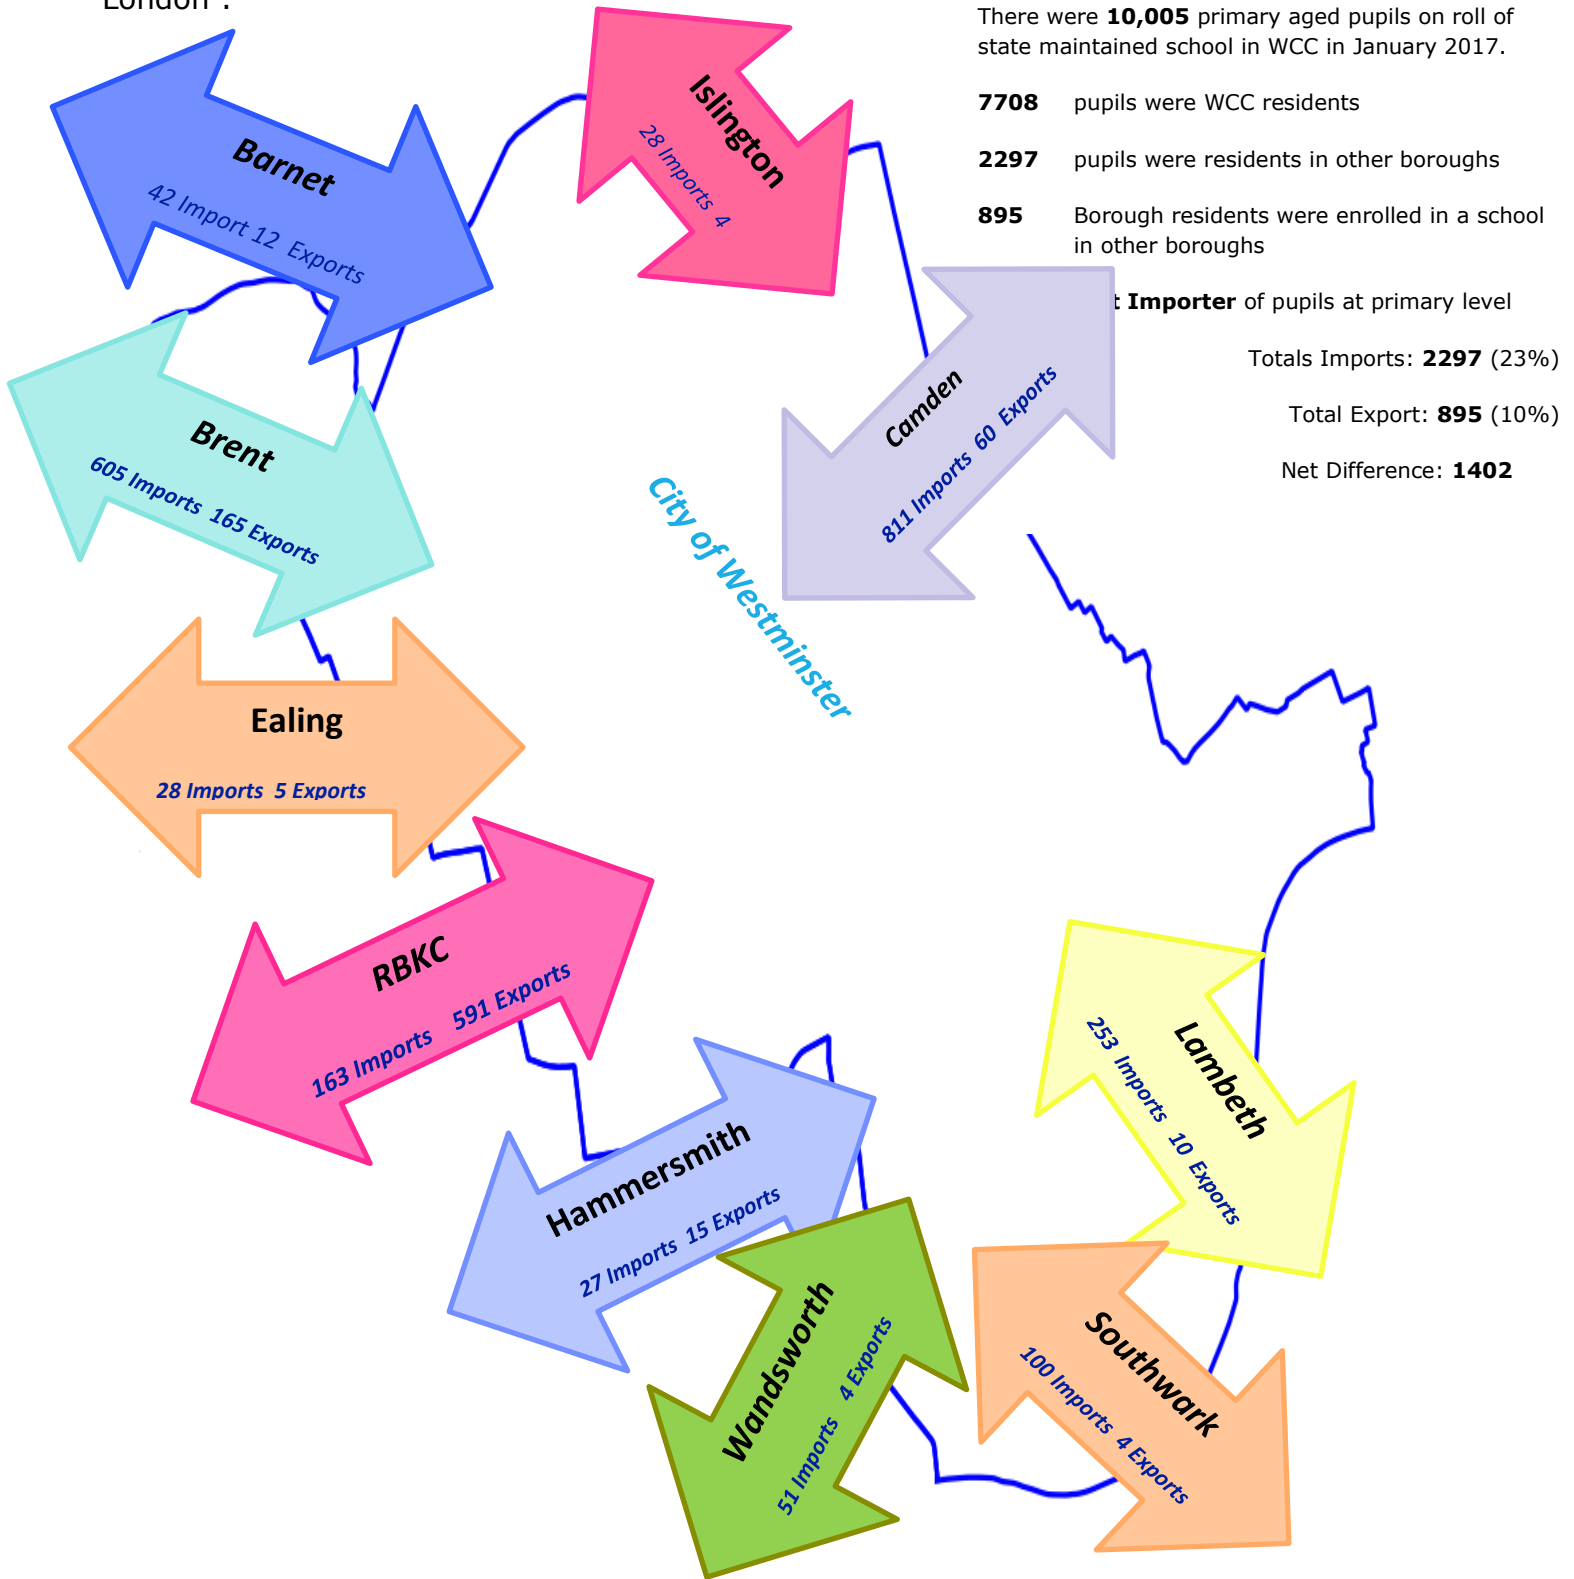 London .
There were 10,005 primary aged pupils on roll of
state maintained school in WCC in January 2017.
7708 pupils were WCC residents
2297 pupils were residents in other boroughs
895 Borough residents were enrolled in a school
in other boroughs
t Importer of pupils at primary level
Totals Imports: 2297 (23%)
Total Export: 895 (10%)
Net Difference: 1402
Barnet
42 Import 12 Exports
Islington
28 Imports 4
Camden
811 Imports 60 Exports
Brent
605 Imports 165 Exports
City of Westminster
Ealing
28 Imports 5 Exports
RBKC
163 Imports 591 Exports
Hammersmith
27 Imports 15 Exports
Lambeth
253 Imports 10 Exports
Wandsworth
51 Imports 4 Exports
Southwark
100 Imports 4 Exports